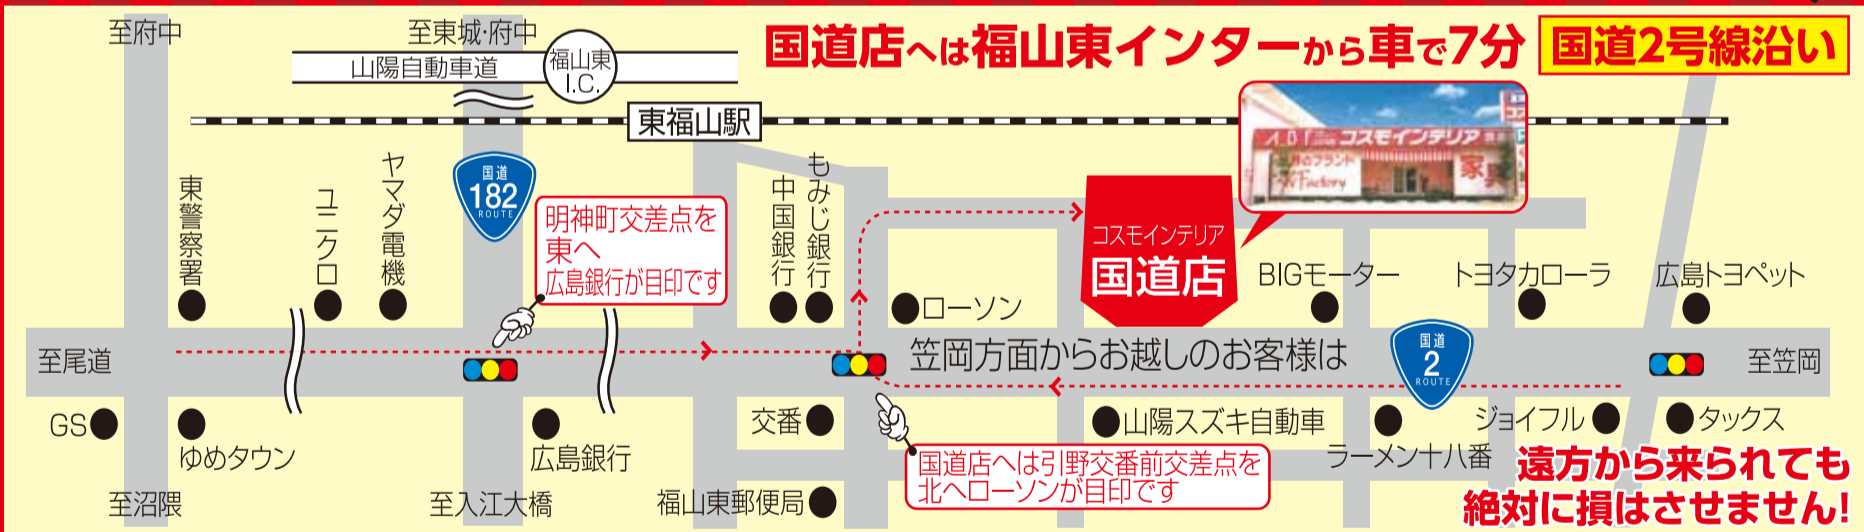 国道店へは福山東インターから車で7分
国道2号線沿い
至府中
至東城・府中
山陽自動車道
福山東
I.C.
東福山駅
コスモインテリア
家具
東警察署
ユニクロ
ヤマダ電機
国道
182
ROUTE
明神町交差点を
東へ
広島銀行が目印です
中国銀行
もみじ銀行
ローソン
コスモインテリア
国道店
BIGモーター
トヨタカローラ
広島トヨペット
至尾道
笠岡方面からお越しのお客様は
国道
2
ROUTE
至笠岡
GS
ゆめタウン
広島銀行
交番
山陽スズキ自動車
ラーメン十八番
ジョイフル
タックス
国道店へは引野交番前交差点を
北へローソンが目印です
至沼隈
至入江大橋
福山東郵便局
遠方から来られても
絶対に損はさせません!